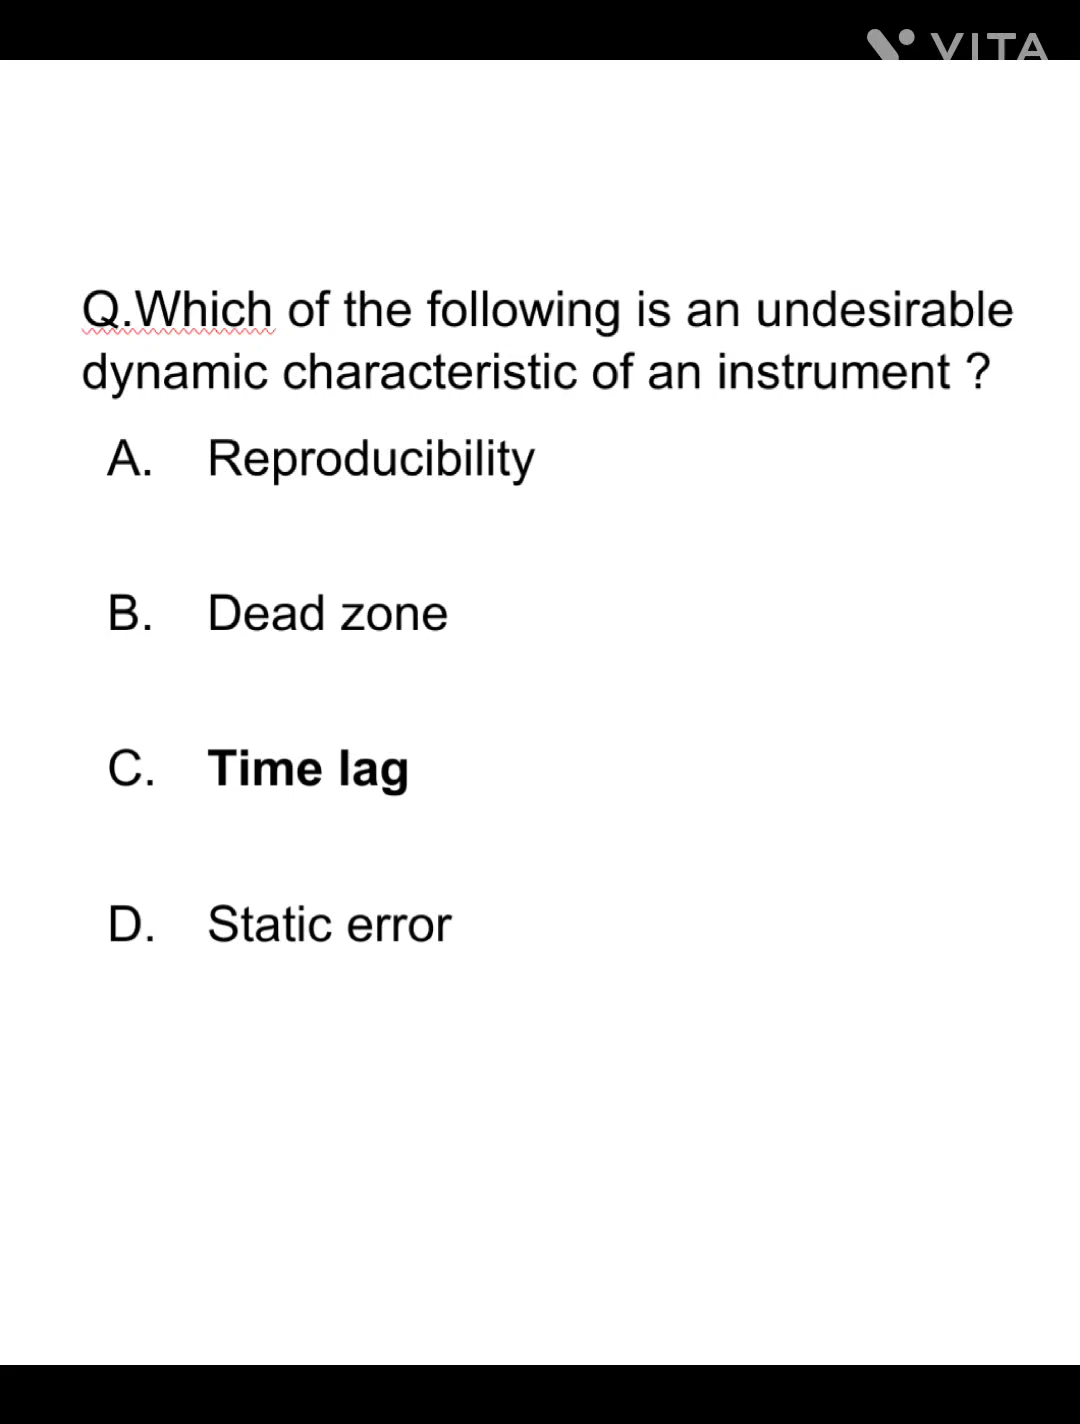 VITA
Q.Which of the following is an undesirable
dynamic characteristic of an instrument ?
A. Reproducibility
B. Dead zone
C. Time lag
D. Static error